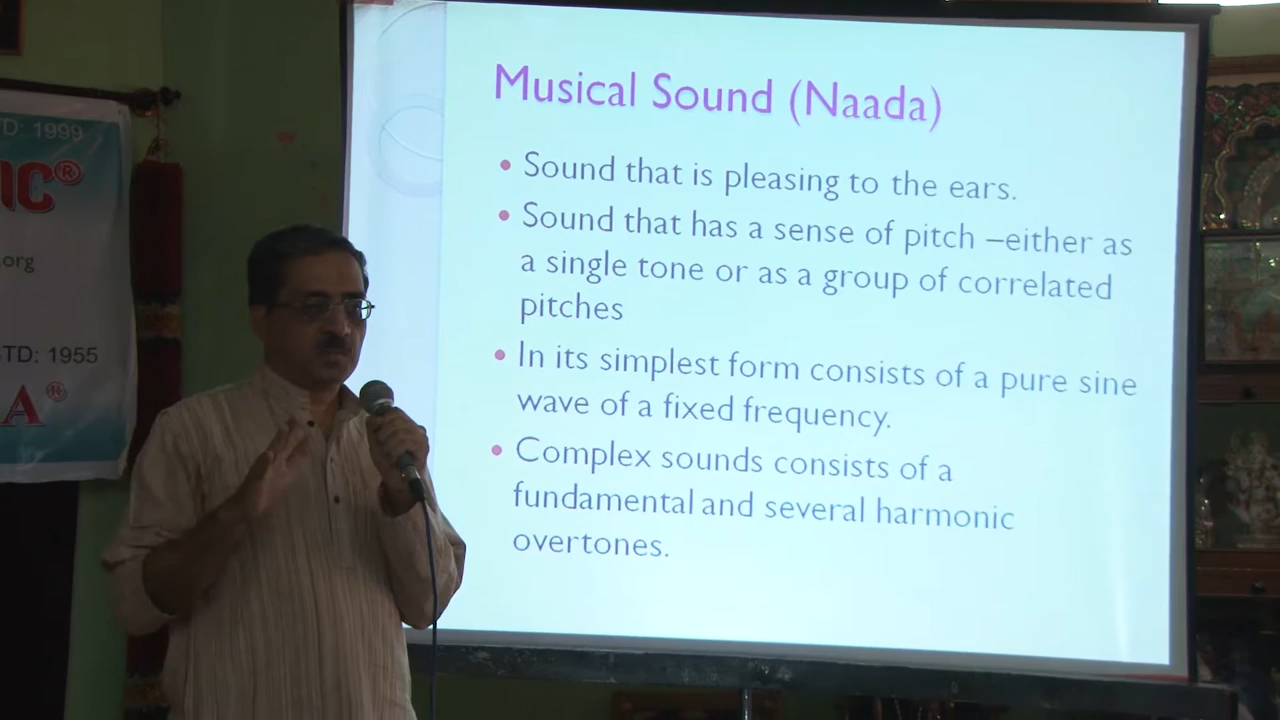 TD: 1999
IC®
.org
TD: 1955
A®
Musical Sound (Naada)
• Sound that is pleasing to the ears.
• Sound that has a sense of pitch –either as
a single tone or as a group of correlated
pitches
• In its simplest form consists of a pure sine
wave of a fixed frequency.
• Complex sounds consists of a
fundamental and several harmonic
overtones.